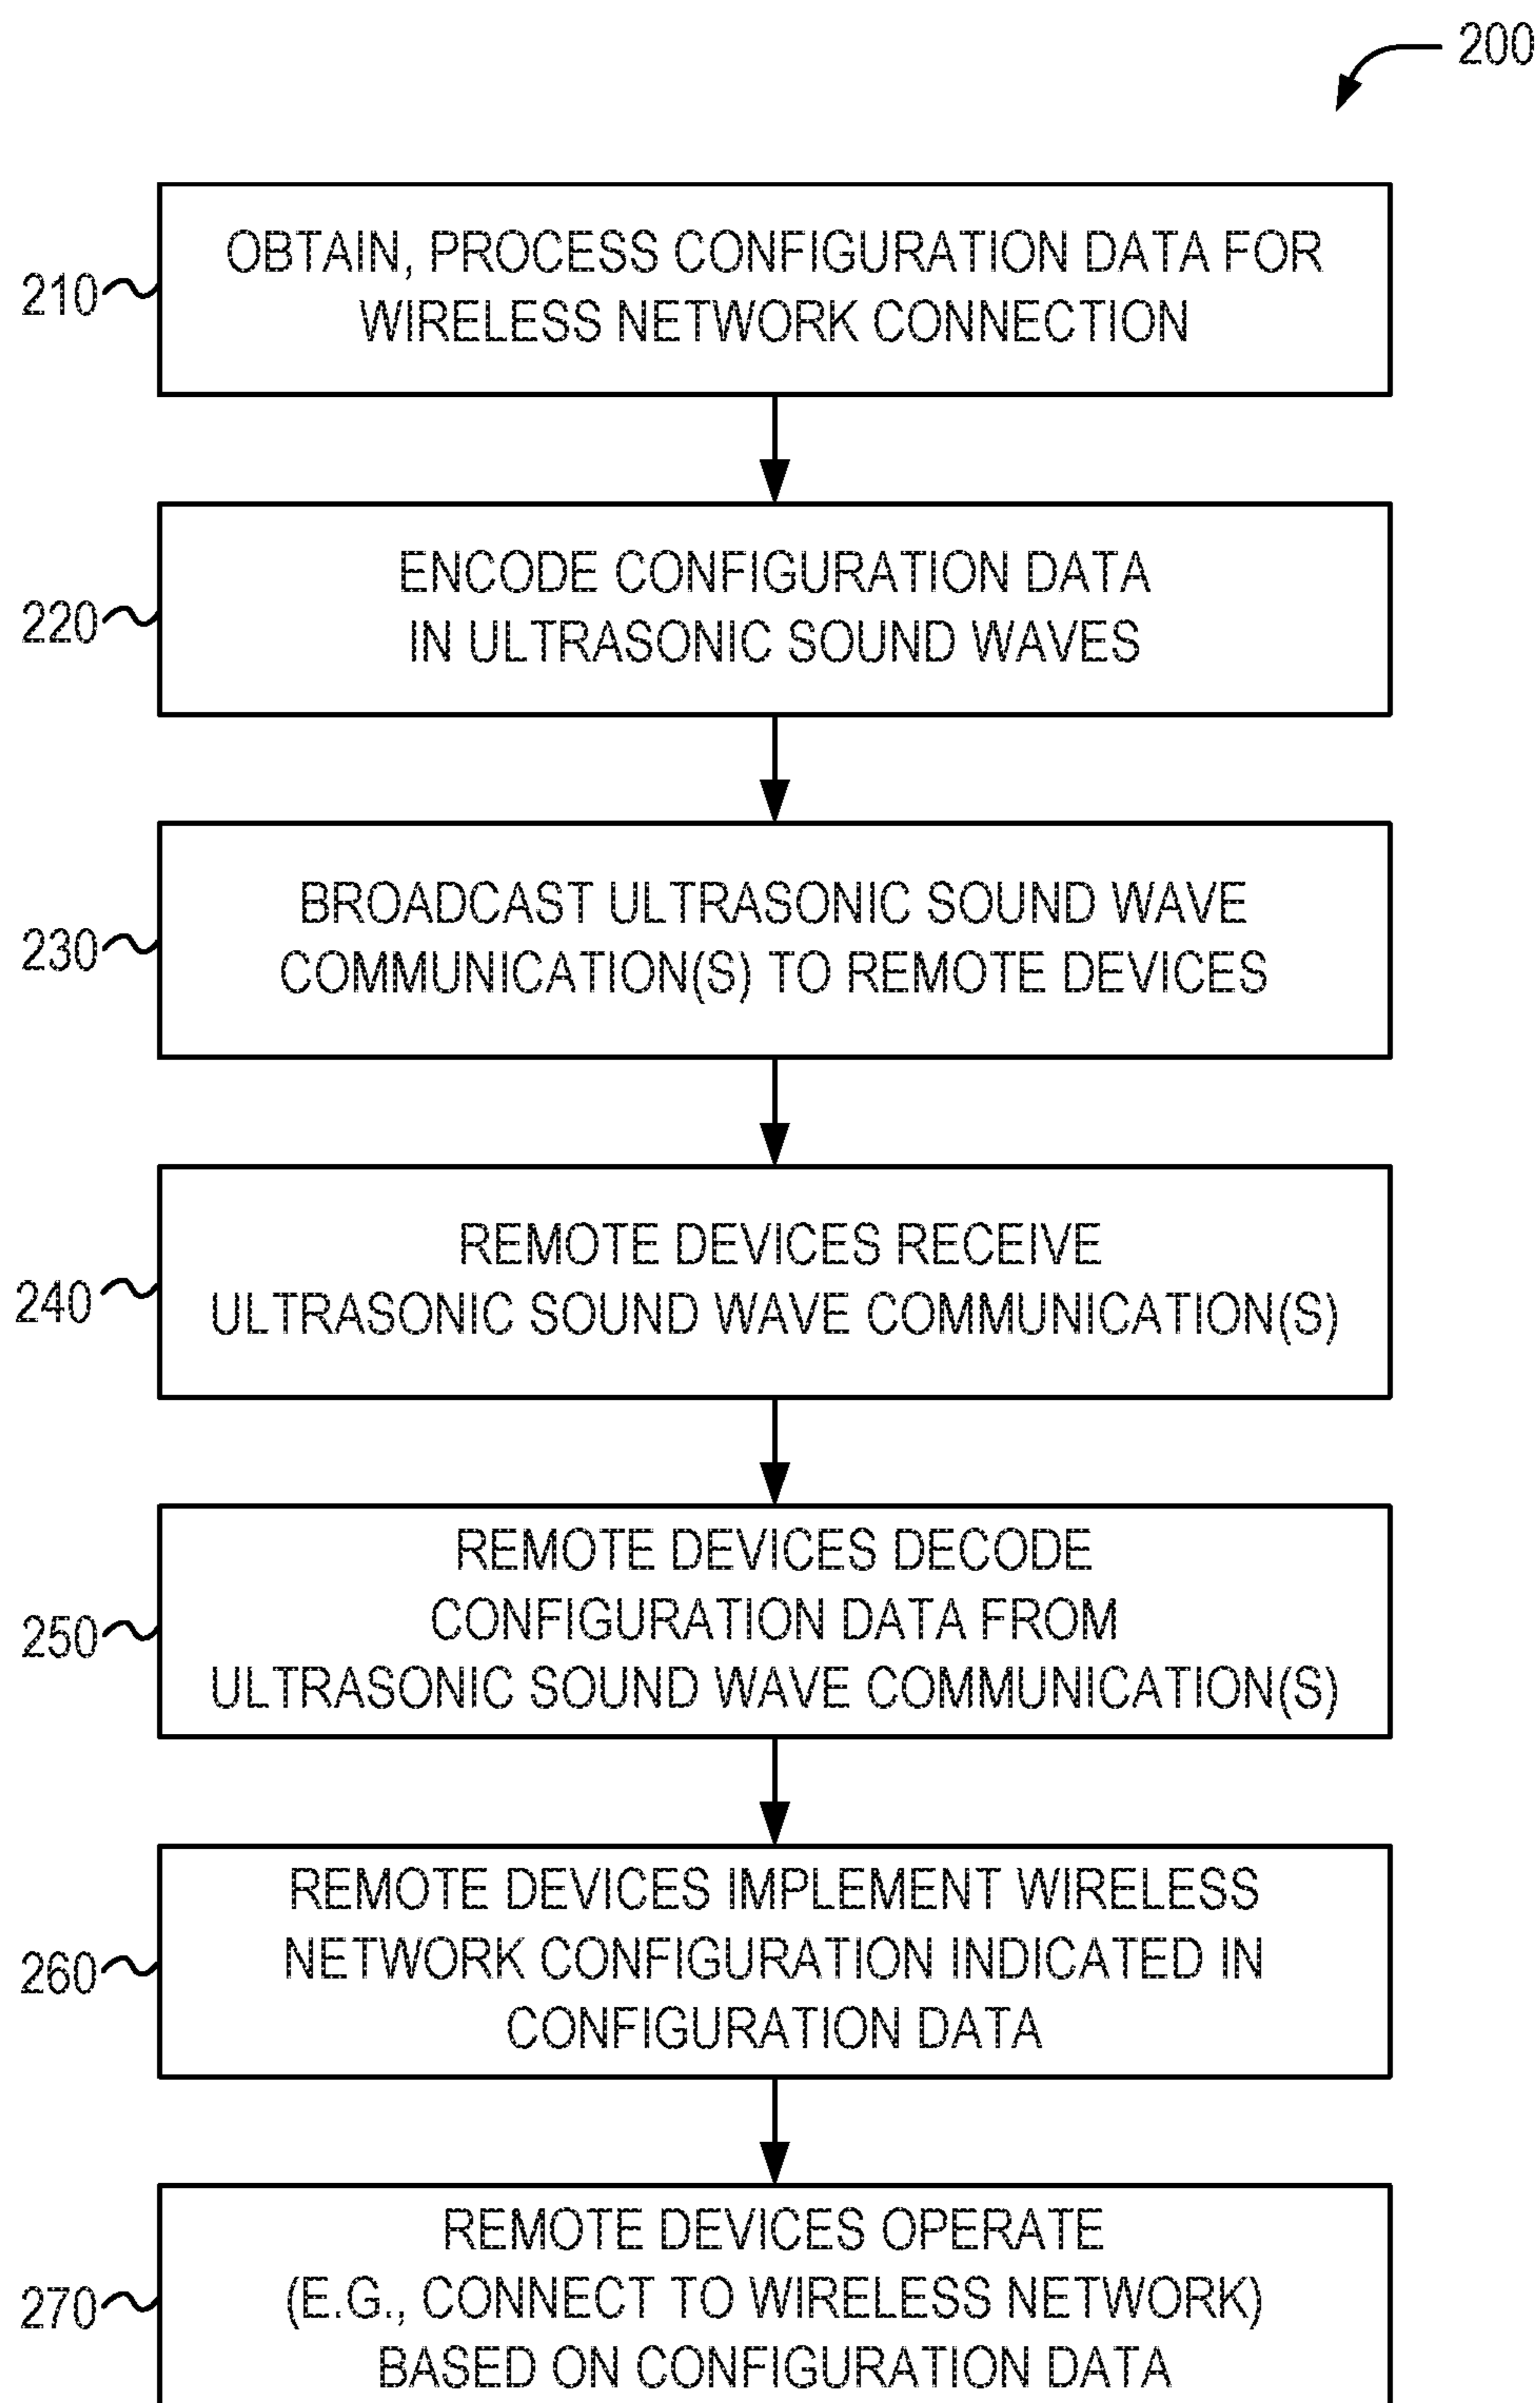 200
210
OBTAIN, PROCESS CONFIGURATION DATA FOR
WIRELESS NETWORK CONNECTION
220
ENCODE CONFIGURATION DATA
IN ULTRASONIC SOUND WAVES
230
BROADCAST ULTRASONIC SOUND WAVE
COMMUNICATION(S) TO REMOTE DEVICES
240
REMOTE DEVICES RECEIVE
ULTRASONIC SOUND WAVE COMMUNICATION(S)
250
REMOTE DEVICES DECODE
CONFIGURATION DATA FROM
ULTRASONIC SOUND WAVE COMMUNICATION(S)
260
REMOTE DEVICES IMPLEMENT WIRELESS
NETWORK CONFIGURATION INDICATED IN
CONFIGURATION DATA
270
REMOTE DEVICES OPERATE
(E.G., CONNECT TO WIRELESS NETWORK)
BASED ON CONFIGURATION DATA